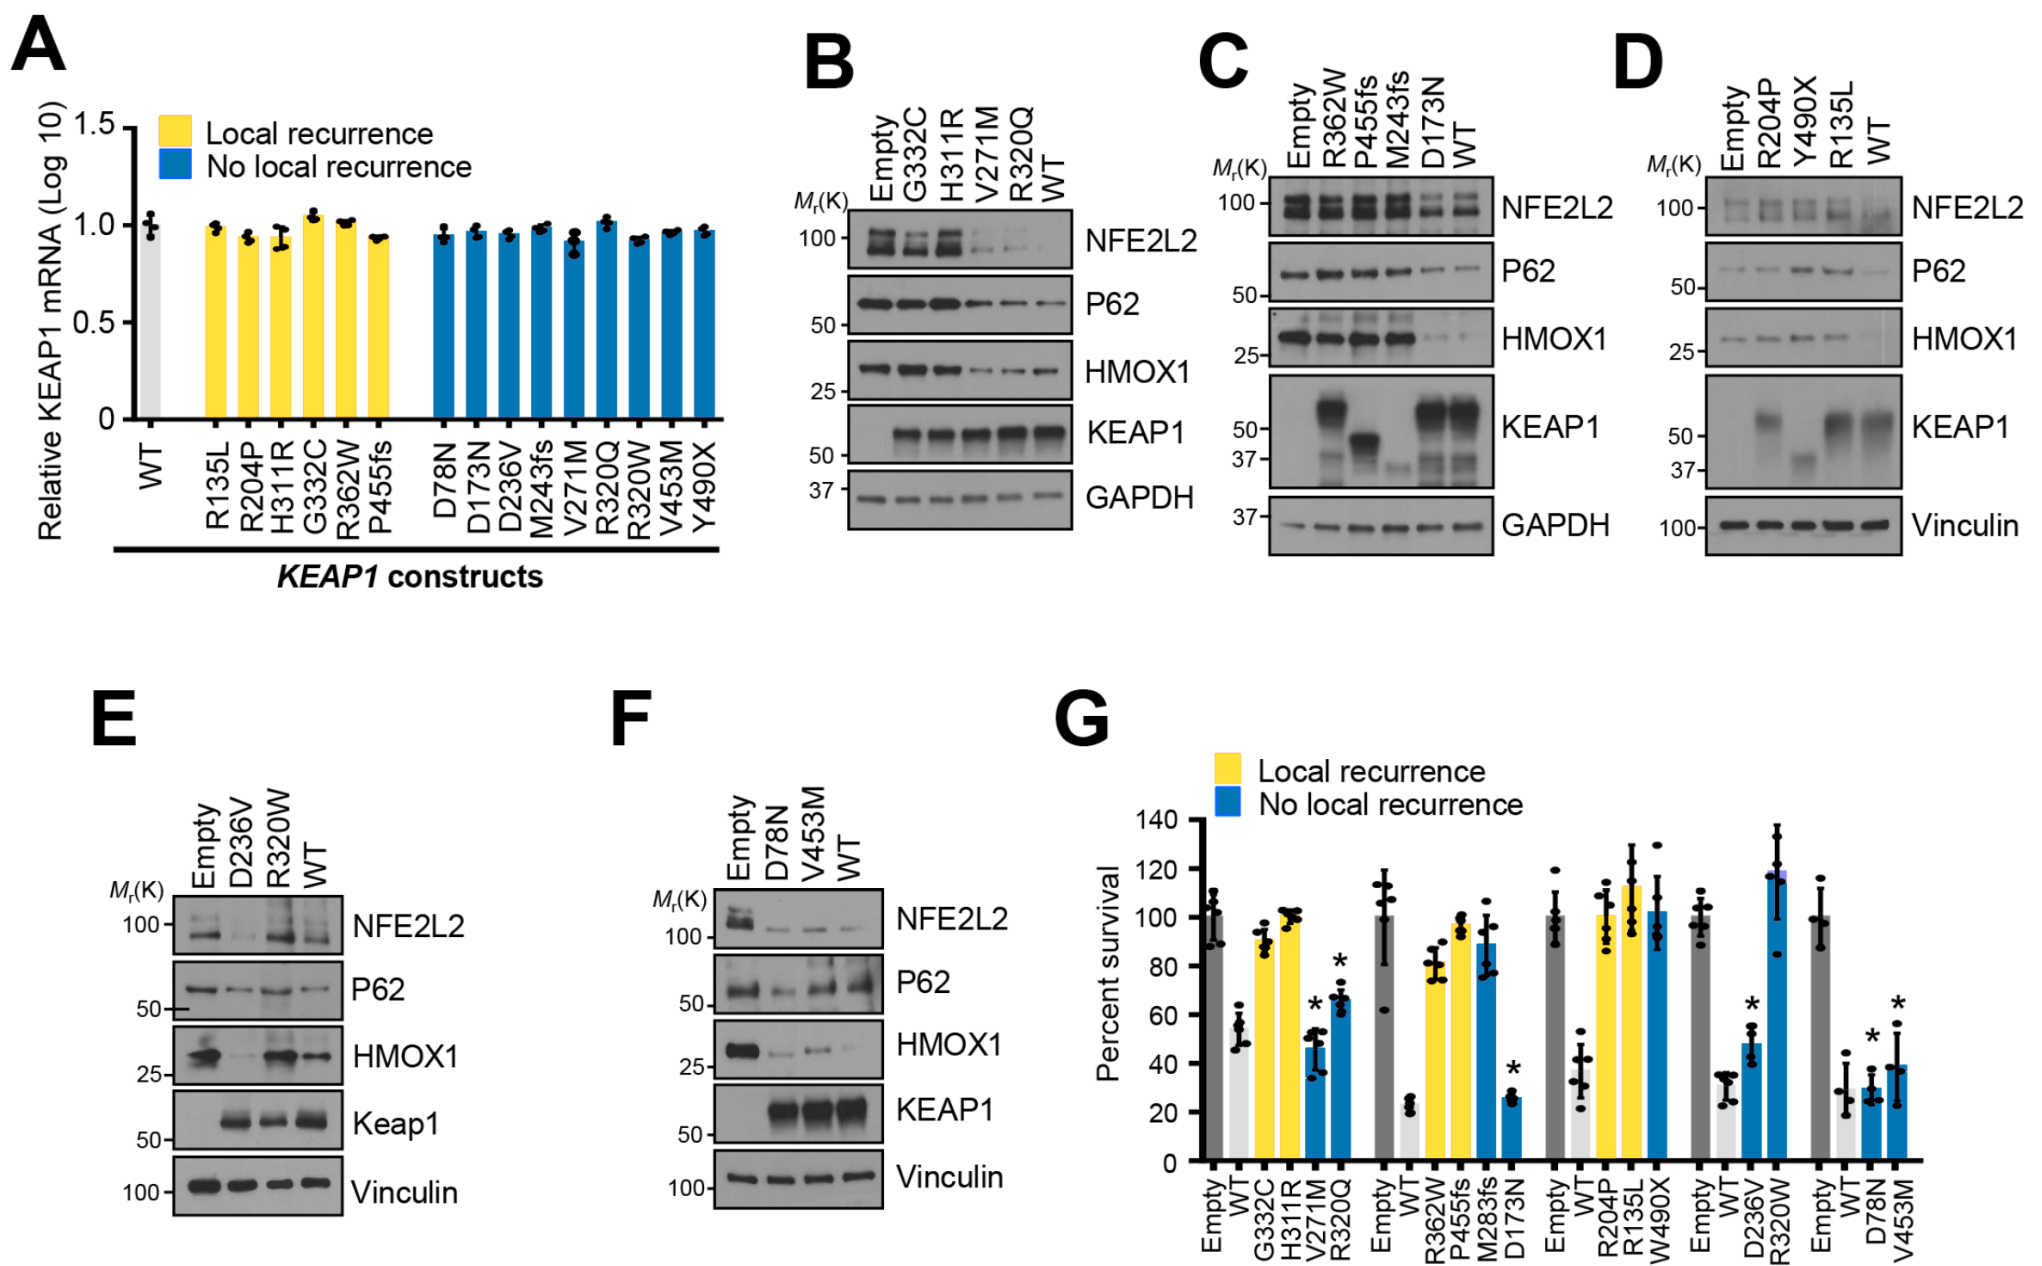 A
Relative KEAP1 mRNA (Log 10)
1.5
1.0
0.5
0
Local recurrence
No local recurrence
WT
R135L
R204P
H311R
G332C
R362W
P455fs
D78N
D173N
D236V
M243fs
V271M
R320Q
R320W
V453M
Y490X
KEAP1 constructs
B
Empty
G332C
H311R
V271M
R320Q
WT
Mr(K)
100
NFE2L2
P62
50
HMOX1
25
KEAP1
50
37
GAPDH
C
Empty
R362W
P455fs
M243fs
D173N
WT
Mr(K)
100
NFE2L2
P62
50
HMOX1
25
KEAP1
50
37
37
GAPDH
D
Empty
R204P
Y490X
R135L
WT
Mr(K)
100
NFE2L2
P62
50
HMOX1
25
KEAP1
50
37
100
Vinculin
E
Empty
D236V
R320W
WT
Mr(K)
100
NFE2L2
P62
50
HMOX1
25
Keap1
50
100
Vinculin
F
Empty
D78N
V453M
WT
Mr(K)
100
NFE2L2
P62
50
HMOX1
25
KEAP1
50
100
Vinculin
G
Local recurrence
No local recurrence
Percent survival
140
120
100
80
60
40
20
0
*
*
*
*
*
*
Empty
WT
G332C
H311R
V271M
R320Q
Empty
WT
R362W
P455fs
M283fs
D173N
Empty
WT
R204P
R135L
W490X
Empty
WT
D236V
R320W
Empty
WT
D78N
V453M